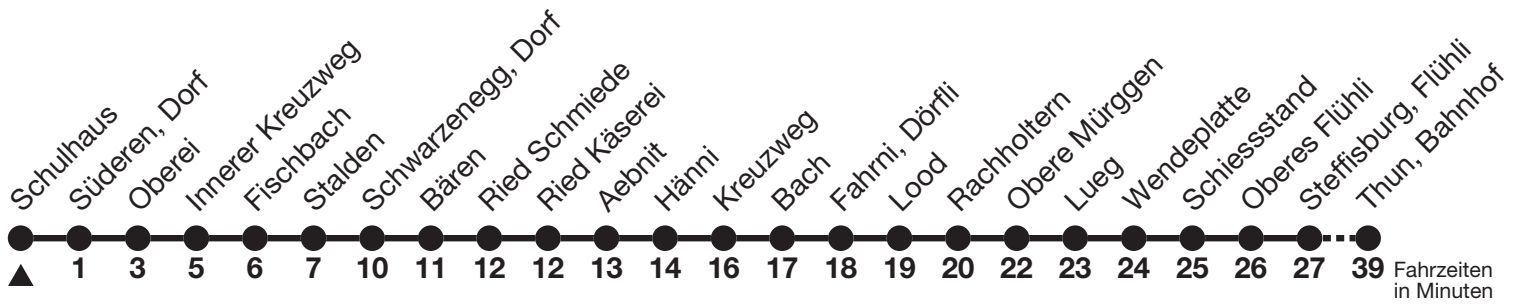 Schulhaus
Süderen, Dorf
Oberei
Innerer Kreuzweg
Fischbach
Stalden
Schwarzenegg, Dorf
Bären
Ried Schmiede
Ried Käserei
Aebnit
Hänni
Kreuzweg
Bach
Fahrni, Dörfli
Lood
Rachholtern
Obere Mürggen
Lueg
Wendeplatte
Schiessstand
Oberes Flühli
Steffisburg, Flühli
Thun, Bahnhof
1 3 5 6 7 10 11 12 12 13 14 16 17 18 19 20 22 23 24 25 26 27 39 Fahrzeiten
in Minuten